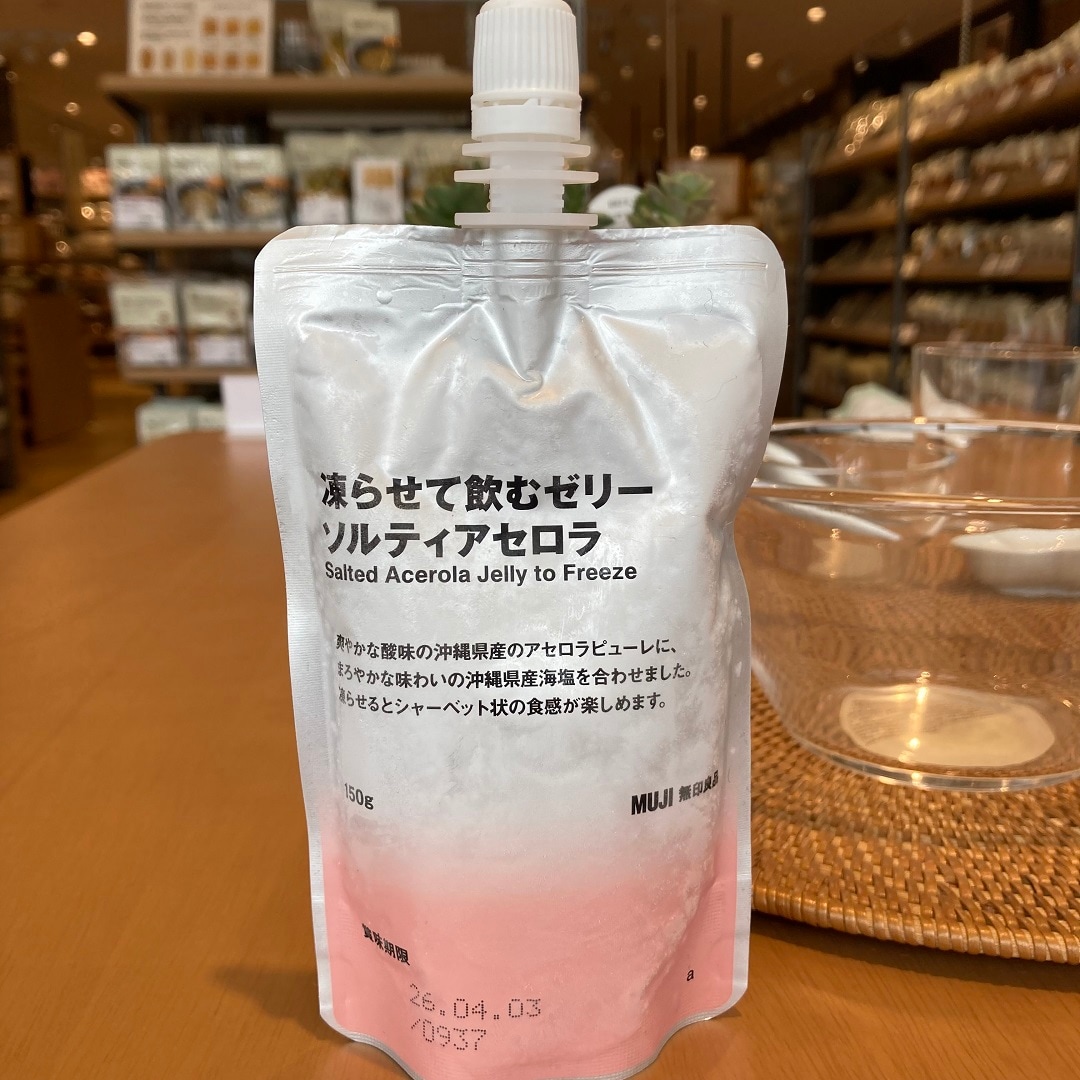 凍らせて飲むゼリー
ソルティアセロラ
Salted Acerola Jelly to Freeze
爽やかな酸味の沖縄県産のアセロラピューレに、
まろやかな味わいの沖縄県産海塩を合わせました。
凍らせるとシャーベット状の食感が楽しめます。
150g
MUJI 無印良品
賞味期限
a
26.04.03
/0937